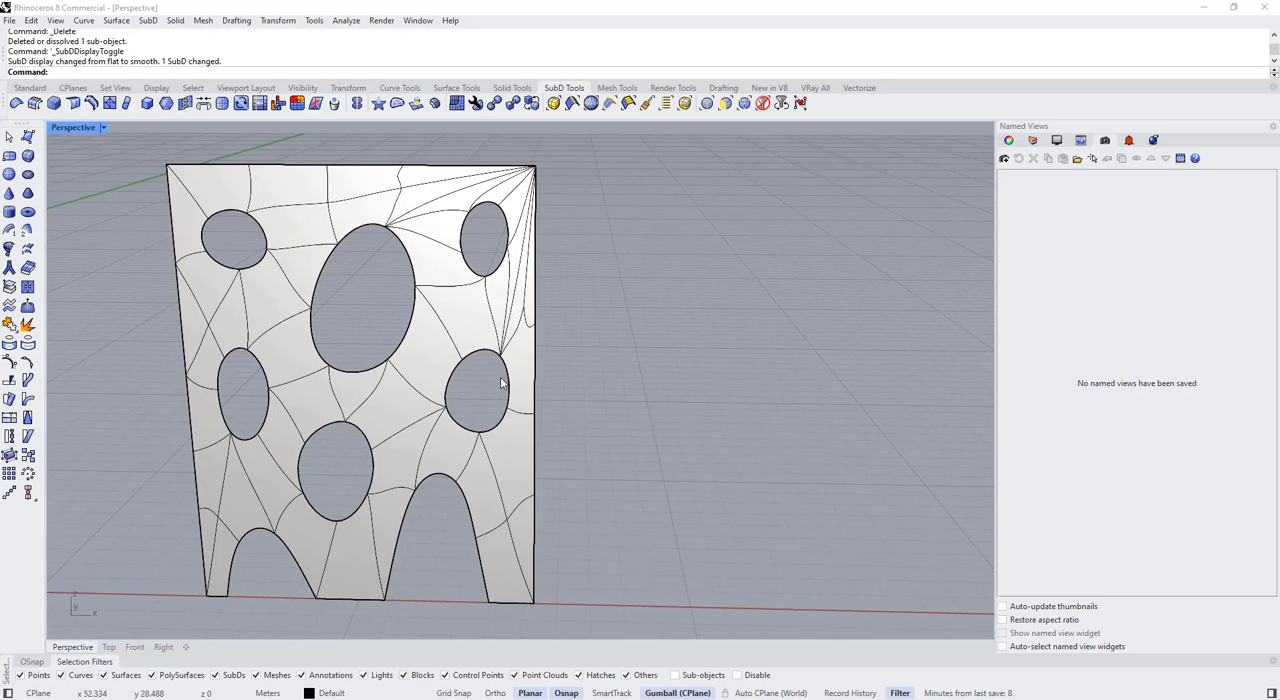 Rhinoceros 8 Commercial - [Perspective]
File Edit View Curve Surface SubD Solid Mesh Drafting Transform Tools Analyze Render Window Help
Command: _Delete
Deleted or dissolved 1 sub-object.
Command: '_SubDDisplayToggle
SubD display changed from flat to smooth. 1 SubD changed.
Command:
Standard CPlanes Set View Display Select Viewport Layout Visibility Transform Curve Tools Surface Tools Solid Tools SubD Tools Mesh Tools Render Tools Drafting New in V8 VRay All Vectorize
Perspective
Named Views
No named views have been saved
Auto-update thumbnails
Restore aspect ratio
Show named view widget
Auto-select named view widgets
z
y
x
Perspective Top Front Right
OSnap Selection Filters
Select...
Points Curves Surfaces PolySurfaces SubDs Meshes Annotations Lights Blocks Control Points Point Clouds Hatches Others Sub-objects Disable
CPlane x 52.334 y 28.488 z 0 Meters Default Grid Snap Ortho Planar Osnap SmartTrack Gumball (CPlane) Auto CPlane (World) Record History Filter Minutes from last save: 8